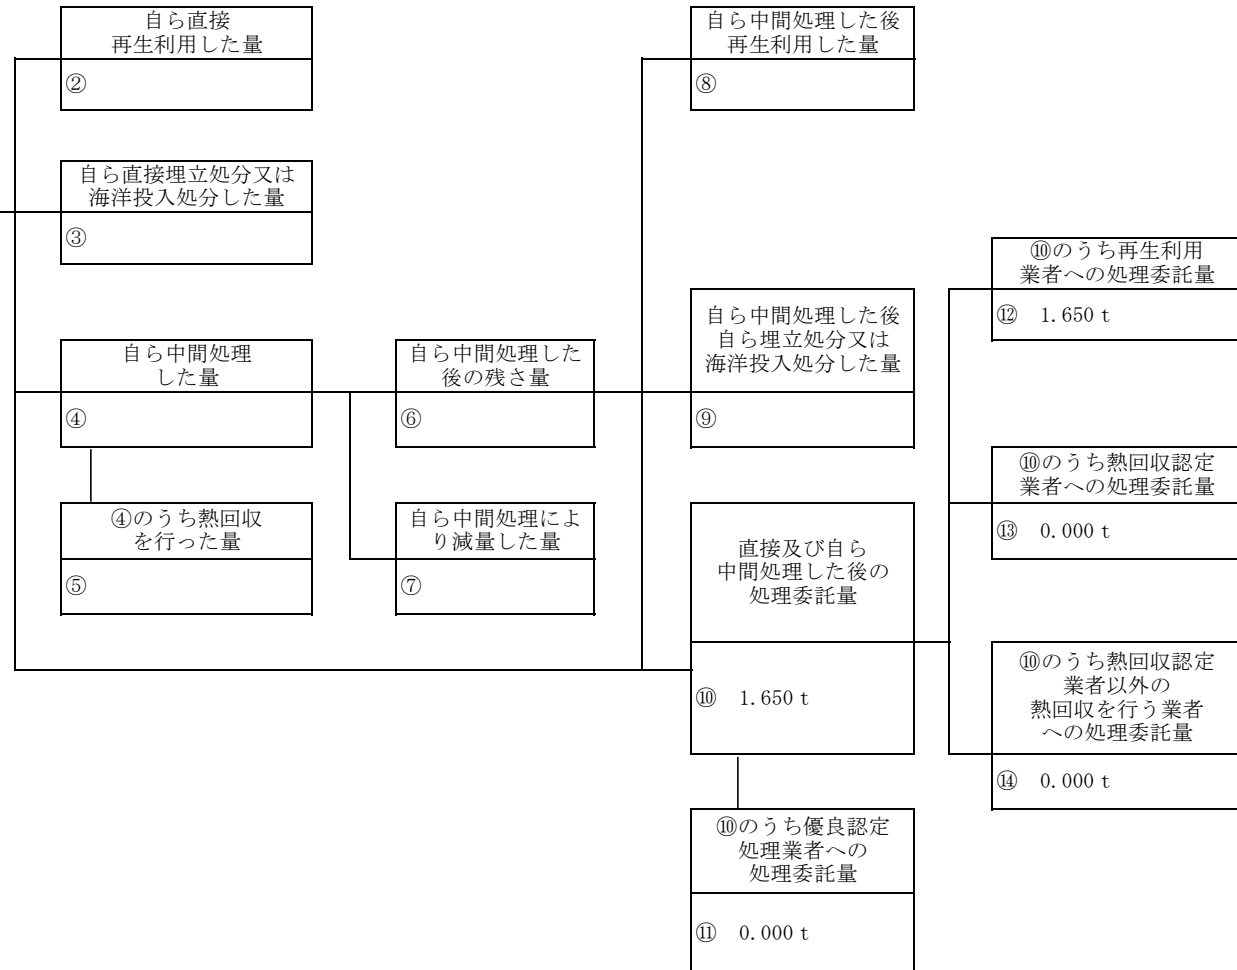 自ら直接
再生利用した量
②
自ら直接埋立処分又は
海洋投入処分した量
③
自ら中間処理
した量
④
④のうち熱回収
を行った量
⑤
自ら中間処理した
後の残さ量
⑥
自ら中間処理によ
り減量した量
⑦
自ら中間処理した後
再生利用した量
⑧
自ら中間処理した後
自ら埋立処分又は
海洋投入処分した量
⑨
直接及び自ら
中間処理した後の
処理委託量
⑩ 1.650 t
⑩のうち優良認定
処理業者への
処理委託量
⑪ 0.000 t
⑩のうち再生利用
業者への処理委託量
⑫ 1.650 t
⑩のうち熱回収認定
業者への処理委託量
⑬ 0.000 t
⑩のうち熱回収認定
業者以外の
熱回収を行う業者
への処理委託量
⑭ 0.000 t